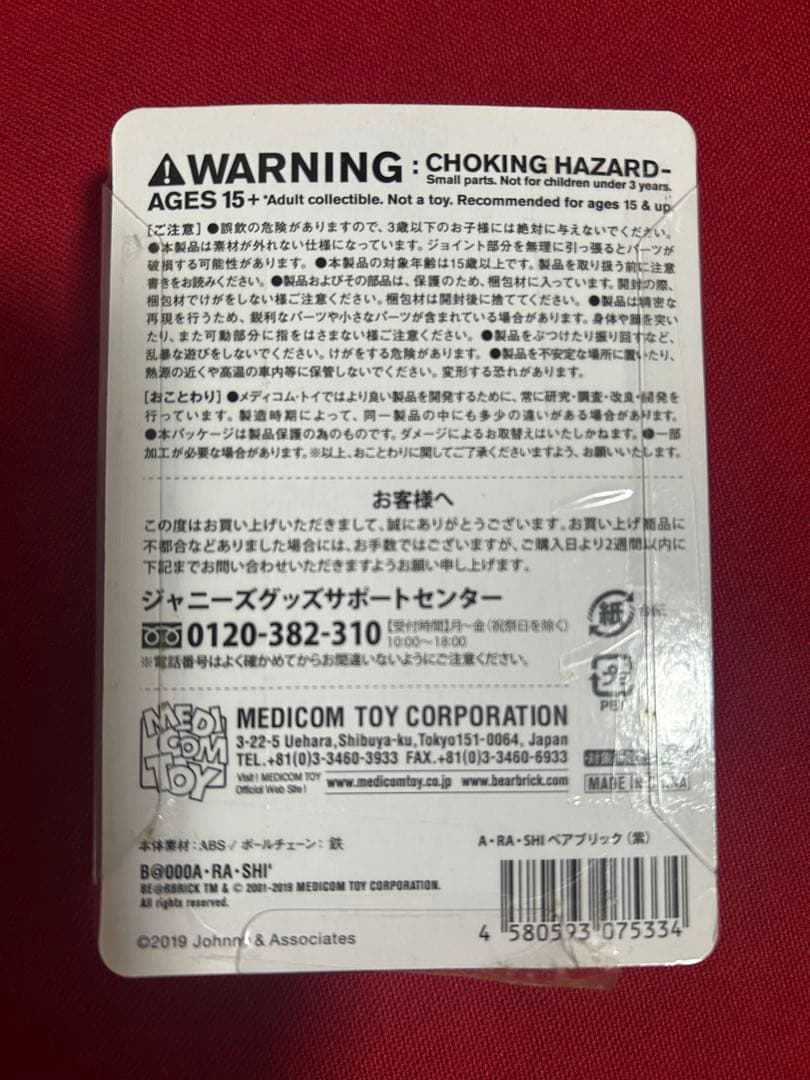 ⚠WARNING : CHOKING HAZARD-
Small parts. Not for children under 3 years.
AGES 15+ *Adult collectible. Not a toy. Recommended for ages 15 & up.
[ご注意] ●誤飲の危険がありますので、3歳以下のお子様には絶対に与えないでください。
●本製品は素材が外れない仕様になっています。ジョイント部分を無理に引っ張るとパーツが
破損する可能性があります。 ●本製品の対象年齢は15歳以上です。製品を取り扱う前に注意
書きをお読みください。●製品およびその部品は、保護のため、梱包材に入っています。開封の際、
梱包材でけがをしない様ご注意ください。梱包材は開封後に捨ててください。 ●製品は精密な
再現を行うため、鋭利なパーツや小さなパーツが含まれている場合があります。身体や顔を突い
たり、また可動部分に指をはさまない様ご注意ください。 ●製品をぶつけたり振り回すなど、
乱暴な遊びをしないでください。けがをする危険があります。 ●製品を不安定な場所に置いたり、
熱源の近くや高温の車内等に保管しないでください。変形する恐れがあります。
[おことわり] ●メディコム・トイではより良い製品を開発するために、常に研究・調査・改良・開発を
行っています。製造時期によって、同一製品の中にも多少の違いがある場合があります。
●本パッケージは製品保護の為のものです。ダメージによるお取替えはいたしかねます。●一部
加工が必要な場合があります。※以上、おことわりに関してご了承くださいますよう、お願いいたします。
お客様へ
この度はお買い上げいただきまして、誠にありがとうございます。お買い上げ商品に
不都合などありました場合には、お手数ではございますが、ご購入日より2週間以内に
下記までお問い合わせいただきますようお願い申し上げます。
ジャニーズグッズサポートセンター
0120-382-310 【受付時間】月〜金(祝祭日を除く)
10:00〜18:00
※電話番号はよく確かめてからお間違いないようにご注意ください。
紙 台紙
PET
MEDICOM TOY
MEDICOM TOY CORPORATION
3-22-5 Uehara,Shibuya-ku,Tokyo151-0064, Japan
TEL.+81(0)3-3460-3933 FAX.+81(0)3-3460-6933
Visit ! MEDICOM TOY
Official Web Site !
www.medicomtoy.co.jp www.bearbrick.com
MADE IN CHINA
本体素材:ABS / ボールチェーン: 鉄
A・RA・SHI ベアブリック (紫)
B@000A・RA・SHI'
BE@RBRICK TM & © 2001-2019 MEDICOM TOY CORPORATION.
All rights reserved.
4 580593 075334
©2019 Johnny & Associates